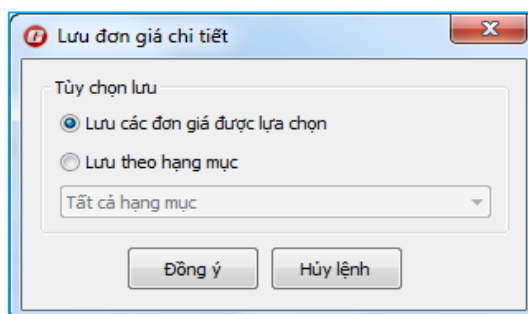 Lưu đơn giá chi tiết
Tùy chọn lưu
Lưu các đơn giá được lựa chọn
Lưu theo hạng mục
Tất cả hạng mục
Đồng ý
Hủy lệnh